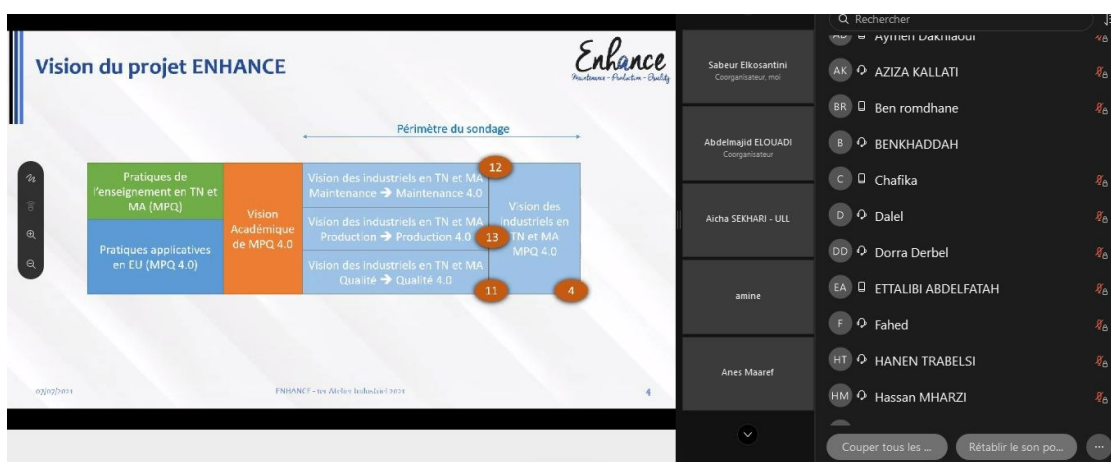 Vision du projet ENHANCE
Enhance
Maintenance - Production - Quality
Périmètre du sondage
Pratiques de
l'enseignement en TN et
MA (MPQ)
Pratiques applicatives
en EU (MPQ 4.0)
Vision
Académique
de MPQ 4.0
Vision des industriels en TN et MA
Maintenance → Maintenance 4.0
12
Vision des industriels en TN et MA
Production → Production 4.0
13
Vision des industriels en TN et MA
Qualité → Qualité 4.0
11
Vision des
industriels en
TN et MA
MPQ 4.0
4
07/07/2021
ENHANCE - 1er Atelier Industriel 2021
4
Sabeur Elkosantini
Coorganisateur, moi
Abdelmajid ELOUADI
Coorganisateur
Aicha SEKHARI - ULL
amine
Anes Maaref
Rechercher
Aymen Dakhlaoui
AK AZIZA KALLATI
BR Ben romdhane
B BENKHADDAH
C Chafika
D Dalel
DD Dorra Derbel
EA ETTALIBI ABDELFATAH
F Fahed
HT HANEN TRABELSI
HM Hassan MHARZI
Couper tous les ...
Rétablir le son po...